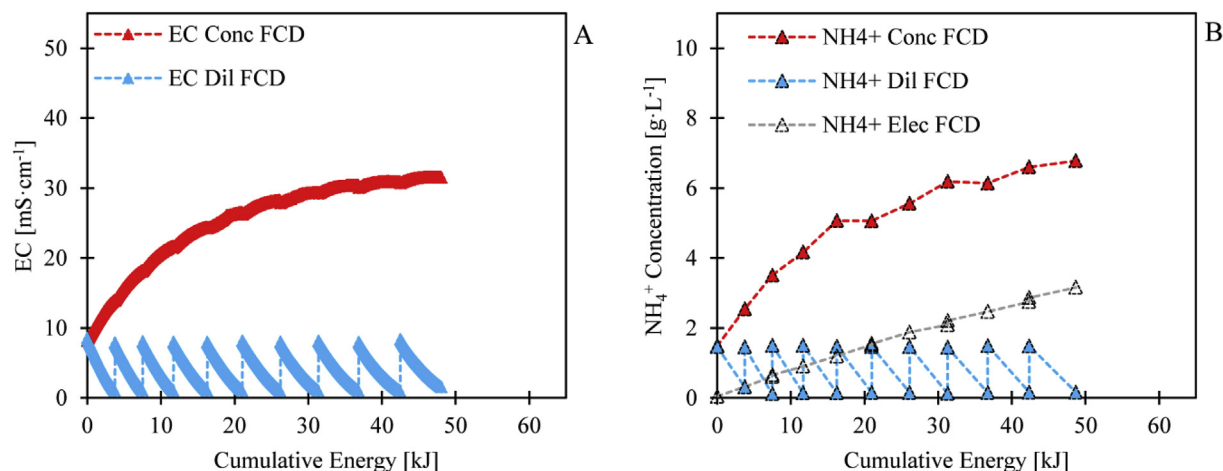 A
EC Conc FCD
EC Dil FCD
50
40
30
20
10
0
EC [mS·cm⁻¹]
0 10 20 30 40 50 60
Cumulative Energy [kJ]
B
NH4+ Conc FCD
NH4+ Dil FCD
NH4+ Elec FCD
10
8
6
4
2
0
NH₄⁺ Concentration [g·L⁻¹]
0 10 20 30 40 50 60
Cumulative Energy [kJ]